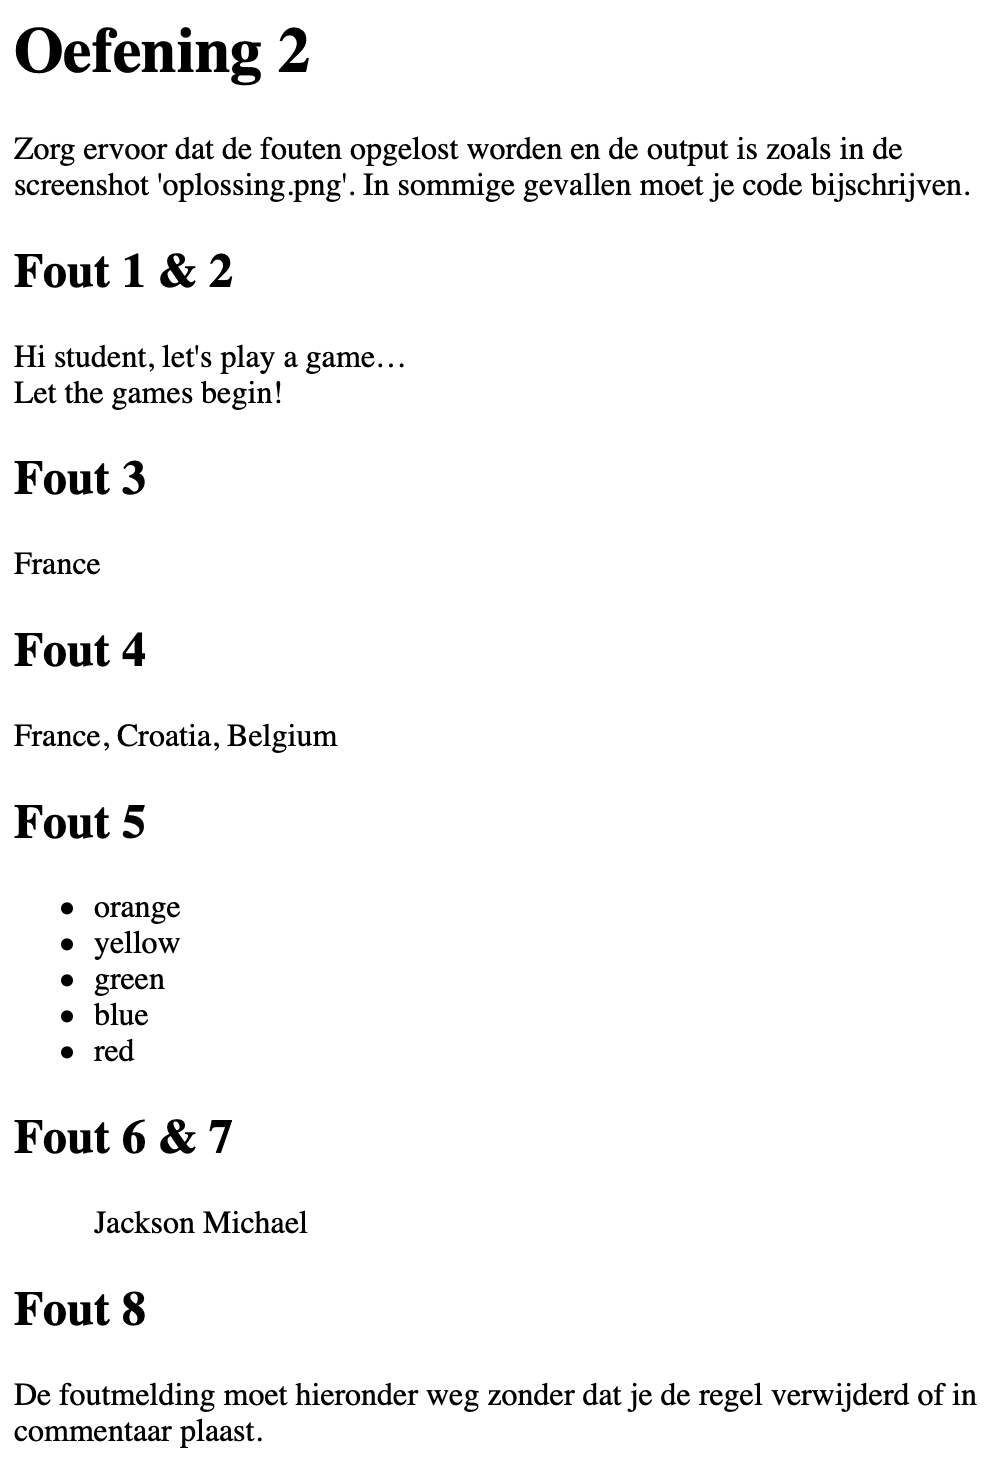 Oefening 2
Zorg ervoor dat de fouten opgelost worden en de output is zoals in de
screenshot 'oplossing.png'. In sommige gevallen moet je code bijschrijven.
Fout 1 & 2
Hi student, let's play a game…
Let the games begin!
Fout 3
France
Fout 4
France, Croatia, Belgium
Fout 5
• orange
• yellow
• green
• blue
• red
Fout 6 & 7
Jackson Michael
Fout 8
De foutmelding moet hieronder weg zonder dat je de regel verwijderd of in
commentaar plaast.